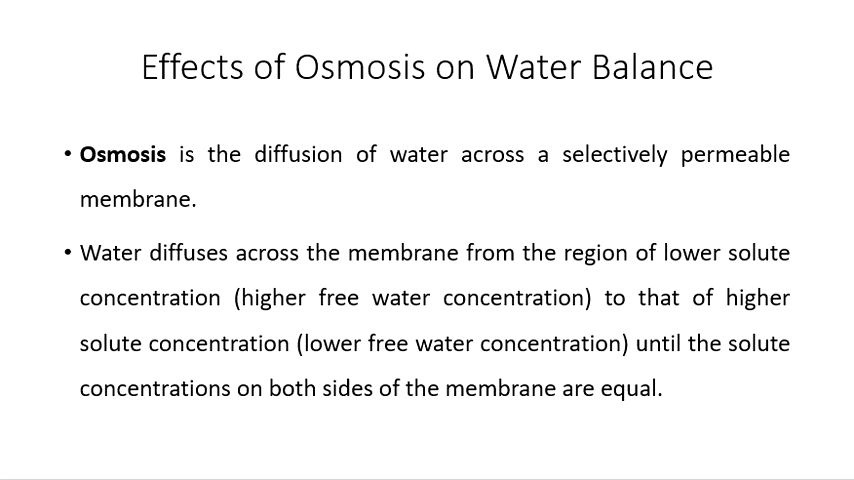 Effects of Osmosis on Water Balance
• Osmosis is the diffusion of water across a selectively permeable
membrane.
• Water diffuses across the membrane from the region of lower solute
concentration (higher free water concentration) to that of higher
solute concentration (lower free water concentration) until the solute
concentrations on both sides of the membrane are equal.